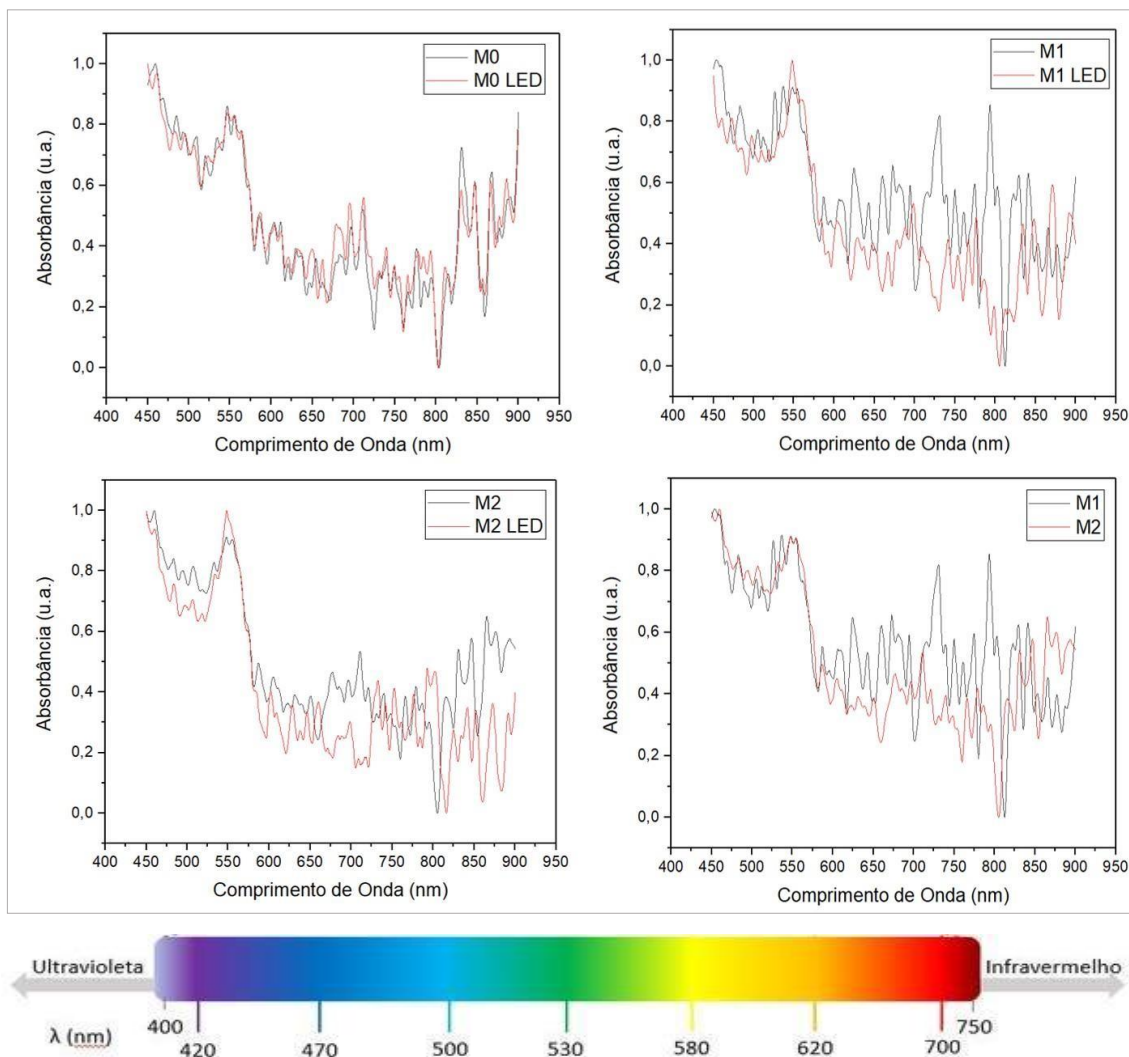 M0
M0 LED
1,0
0,8
0,6
0,4
0,2
0,0
Absorbância (u.a.)
400 450 500 550 600 650 700 750 800 850 900 950
Comprimento de Onda (nm)
M1
M1 LED
1,0
0,8
0,6
0,4
0,2
0,0
Absorbância (u.a.)
400 450 500 550 600 650 700 750 800 850 900 950
Comprimento de Onda (nm)
M2
M2 LED
1,0
0,8
0,6
0,4
0,2
0,0
Absorbância (u.a.)
400 450 500 550 600 650 700 750 800 850 900 950
Comprimento de Onda (nm)
M1
M2
1,0
0,8
0,6
0,4
0,2
0,0
Absorbância (u.a.)
400 450 500 550 600 650 700 750 800 850 900 950
Comprimento de Onda (nm)
Ultravioleta
Infravermelho
λ (nm)
400 420 470 500 530 580 620 700 750